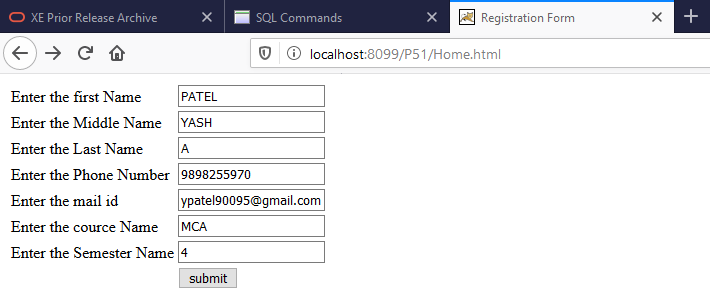 XE Prior Release Archive SQL Commands Registration Form
localhost:8099/P51/Home.html
Enter the first Name PATEL
Enter the Middle Name YASH
Enter the Last Name A
Enter the Phone Number 9898255970
Enter the mail id ypatel90095@gmail.com
Enter the cource Name MCA
Enter the Semester Name 4
submit